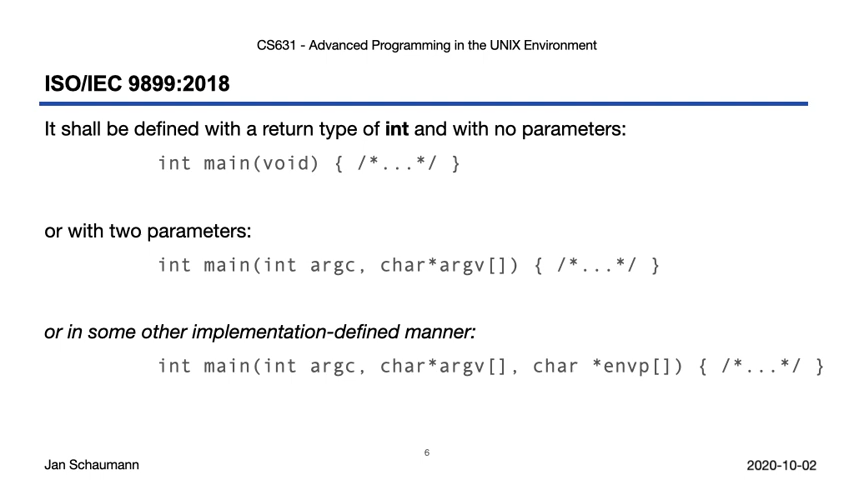 CS631 - Advanced Programming in the UNIX Environment
ISO/IEC 9899:2018
It shall be defined with a return type of int and with no parameters:
int main(void) { /*...*/ }
or with two parameters:
int main(int argc, char*argv[]) { /*...*/ }
or in some other implementation-defined manner:
int main(int argc, char*argv[], char *envp[]) { /*...*/ }
6
Jan Schaumann
2020-10-02